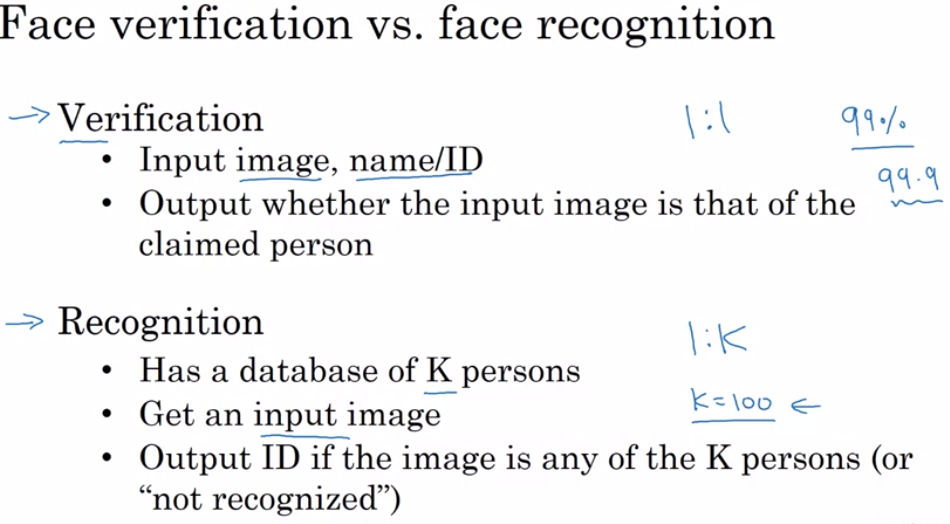 Face verification vs. face recognition
→ Verification
1:1
99%
• Input image, name/ID
99.9
• Output whether the input image is that of the
claimed person
→ Recognition
1:K
• Has a database of K persons
• Get an input image
K=100 ←
• Output ID if the image is any of the K persons (or
“not recognized”)